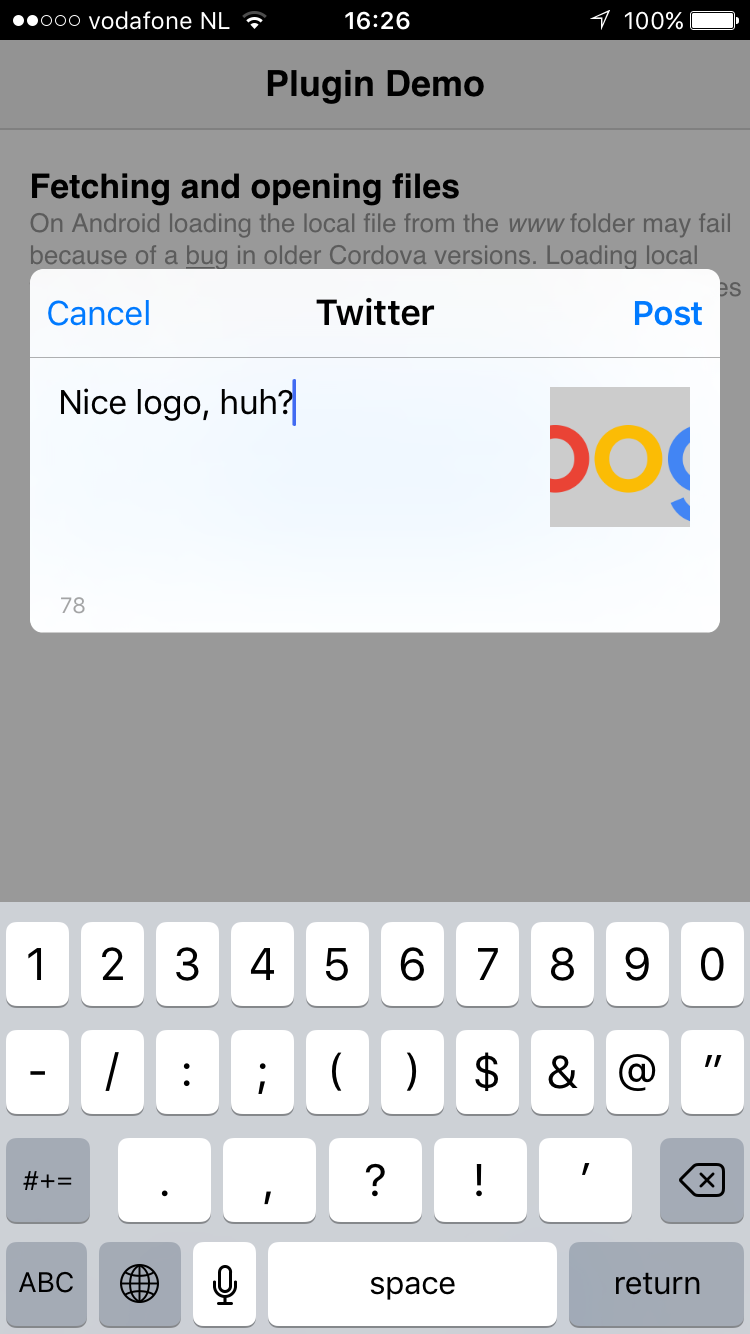 vodafone NL 16:26 100%
Plugin Demo
Fetching and opening files
On Android loading the local file from the www folder may fail
because of a bug in older Cordova versions. Loading local
es
Cancel Twitter Post
Nice logo, huh?
oog
78
1 2 3 4 5 6 7 8 9 0
- / : ; ( ) $ & @ "
#+= . , ? ! '
ABC space return